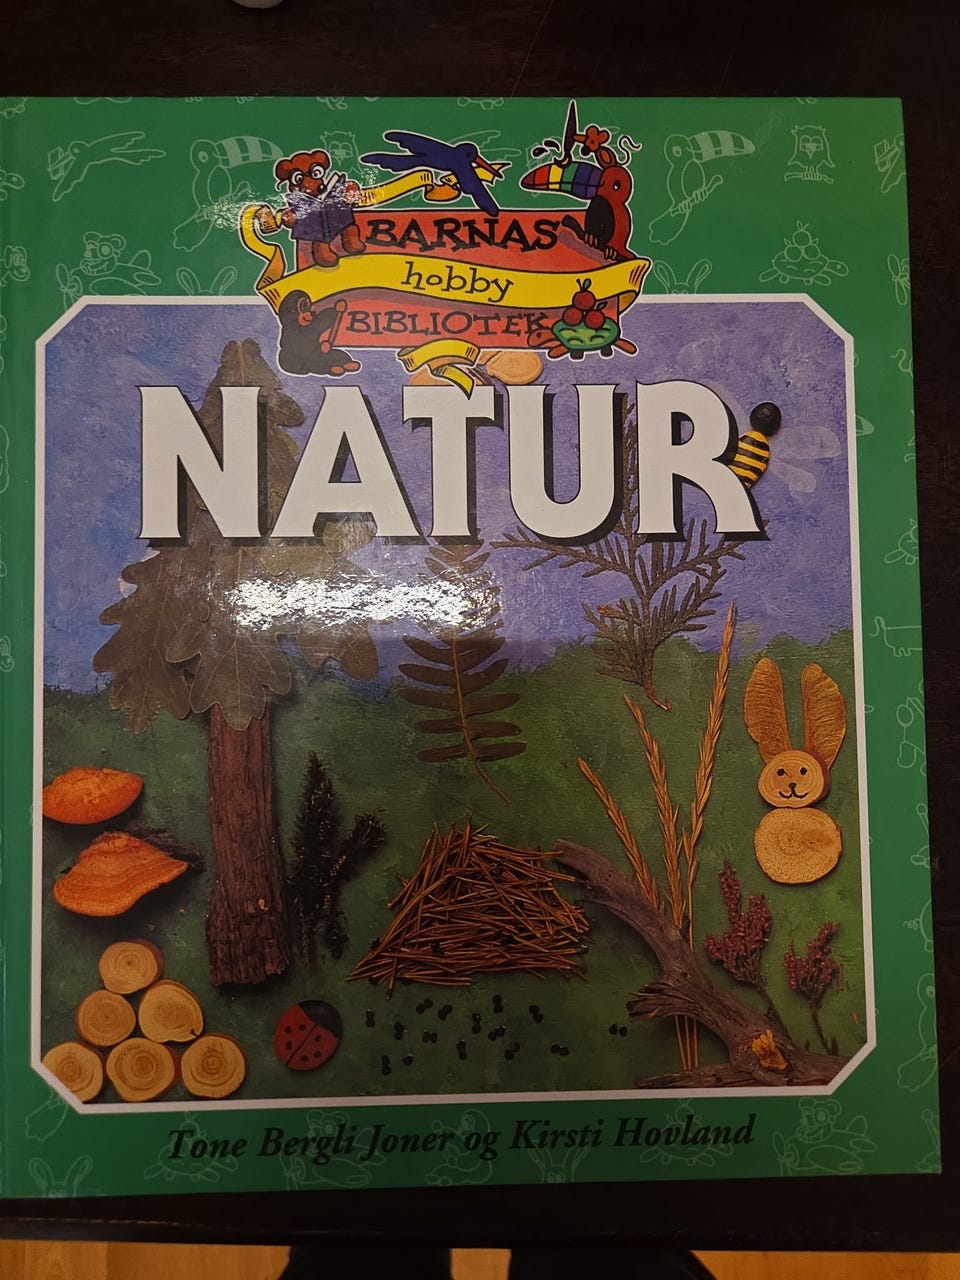 BARNAS
hobby
BIBLIOTEK
NATUR
Tone Bergli Joner og Kirsti Hovland